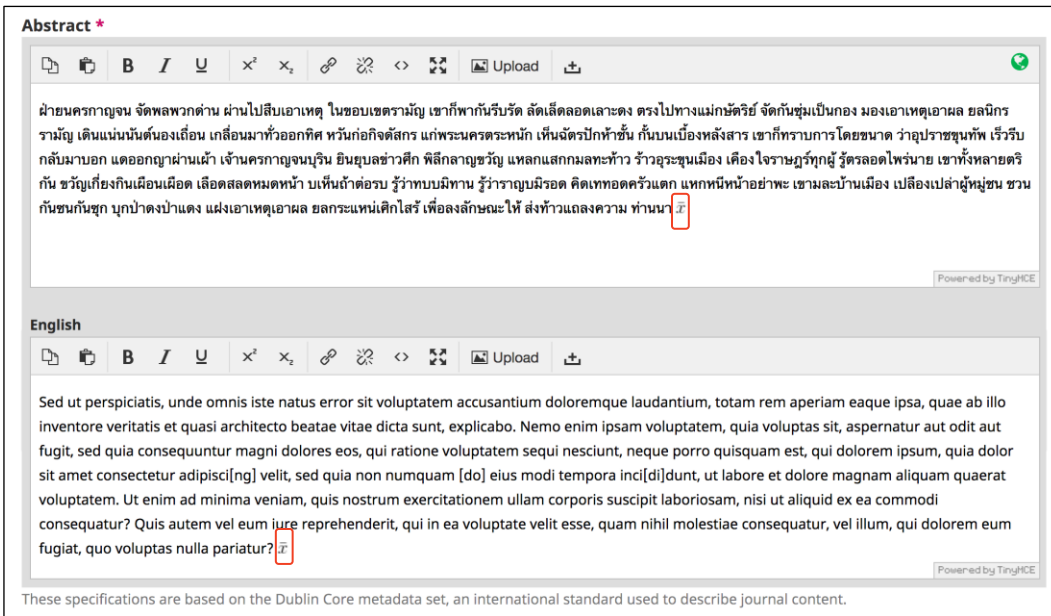 Abstract *
B I U x² x₂ <> Upload
ฝ่ายนครกาญจน จัดพลพวกด่าน ผ่านไปสืบเอาเหตุ ในขอบเขตรามัญ เขาก็พากันรีบรัด ลัดเล็ดลอดเลาะดง ตรงไปทางแม่กษัตริย์ จัดกันซุ่มเป็นกอง มองเอาเหตุเอาผล ยลนิกร
รามัญ เดินแน่นนันต์นองเถื่อน เกลื่อนมาทั่วออกทิศ หวันก่อกิจดัสกร แก่พระนครตระหนัก เห็นฉัตรปักห้าชั้น กั้นบนเบื้องหลังสาร เขาก็ทราบการโดยขนาด ว่าอุปราชขุนทัพ เร็วรีบ
กลับมาบอก แดออกญาผ่านเผ้า เจ้านครกาญจนบุริน ยินยุบลข่าวศึก พิลึกลาญขวัญ แหลกแสกกมลทะท้าว ร้าวอุระขุนเมือง เคืองใจราษฎร์ทุกผู้ รู้ตรลอดไพร่นาย เขาทั้งหลายตริ
กัน ขวัญเกี่ยงกินเผือนเผือด เลือดสลดหมดหน้า บเห็นถ้าต่อรบ รู้ว่าทบบมิทาน รู้ว่าราญบมิรอด คิดเททอดครัวแตก แหกหนีหน้าอย่าพะ เขามละบ้านเมือง เปลืองเปล่าผู้หมู่ชน ชวน
กันซนกันซุก บุกป่าดงป่าแดง แฝงเอาเหตุเอาผล ยลกระแหน่เศิกไสร้ เพื่อลงลักษณะให้ ส่งท้าวแถลงความ ท่านนา x̄
Powered by TinyMCE
English
B I U x² x₂ <> Upload
Sed ut perspiciatis, unde omnis iste natus error sit voluptatem accusantium doloremque laudantium, totam rem aperiam eaque ipsa, quae ab illo
inventore veritatis et quasi architecto beatae vitae dicta sunt, explicabo. Nemo enim ipsam voluptatem, quia voluptas sit, aspernatur aut odit aut
fugit, sed quia consequuntur magni dolores eos, qui ratione voluptatem sequi nesciunt, neque porro quisquam est, qui dolorem ipsum, quia dolor
sit amet consectetur adipisci[ng] velit, sed quia non numquam [do] eius modi tempora inci[di]dunt, ut labore et dolore magnam aliquam quaerat
voluptatem. Ut enim ad minima veniam, quis nostrum exercitationem ullam corporis suscipit laboriosam, nisi ut aliquid ex ea commodi
consequatur? Quis autem vel eum iure reprehenderit, qui in ea voluptate velit esse, quam nihil molestiae consequatur, vel illum, qui dolorem eum
fugiat, quo voluptas nulla pariatur? x̄
Powered by TinyMCE
These specifications are based on the Dublin Core metadata set, an international standard used to describe journal content.